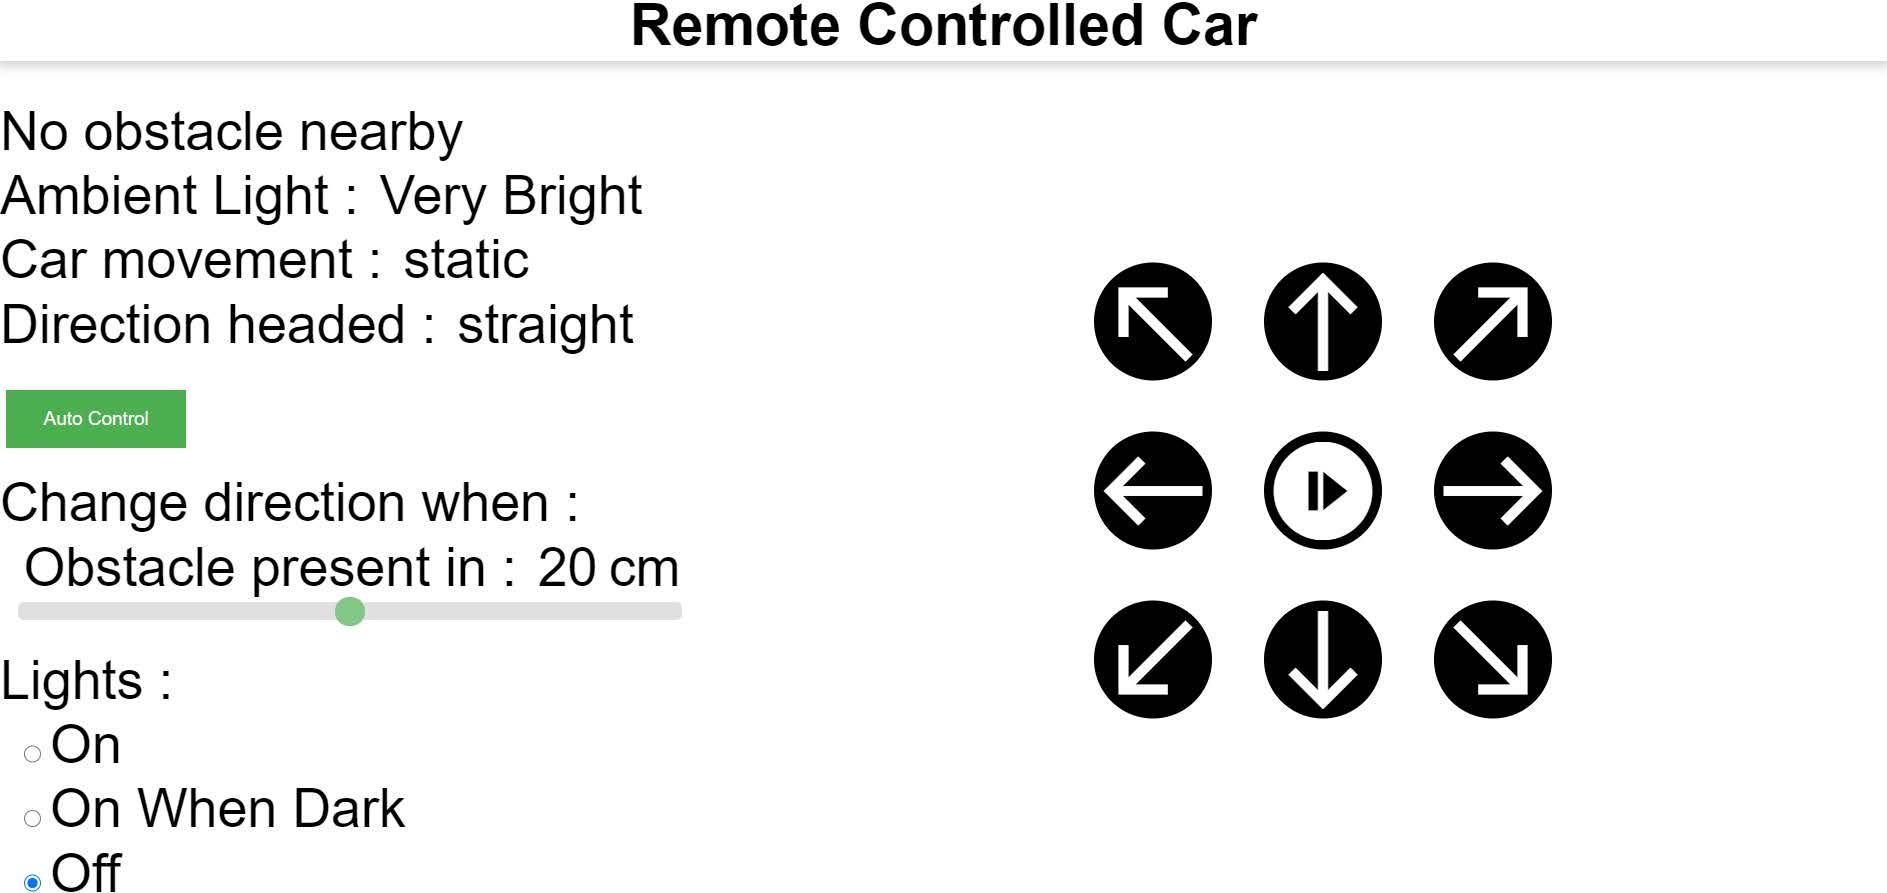 Remote Controlled Car
No obstacle nearby
Ambient Light : Very Bright
Car movement : static
Direction headed : straight
Auto Control
Change direction when :
Obstacle present in : 20 cm
Lights :
On
On When Dark
Off